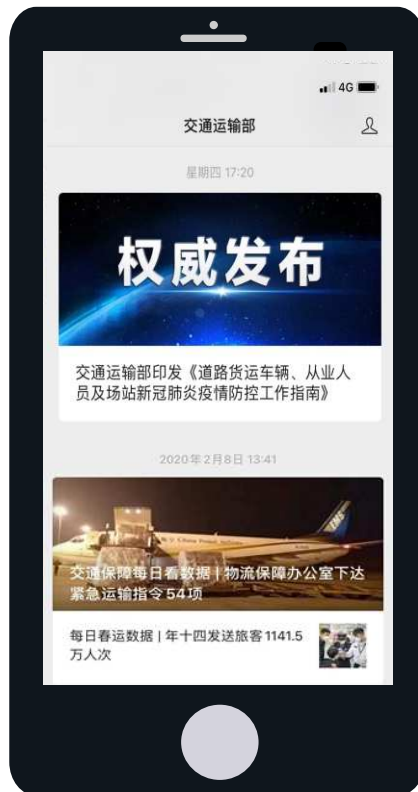 4G
交通运输部
星期四 17:20
权威发布
交通运输部印发《道路货运车辆、从业人
员及场站新冠肺炎疫情防控工作指南》
2020年2月8日 13:41
EMS
交通保障每日看数据 | 物流保障办公室下达
紧急运输指令54项
每日春运数据 | 年十四发送旅客1141.5
万人次